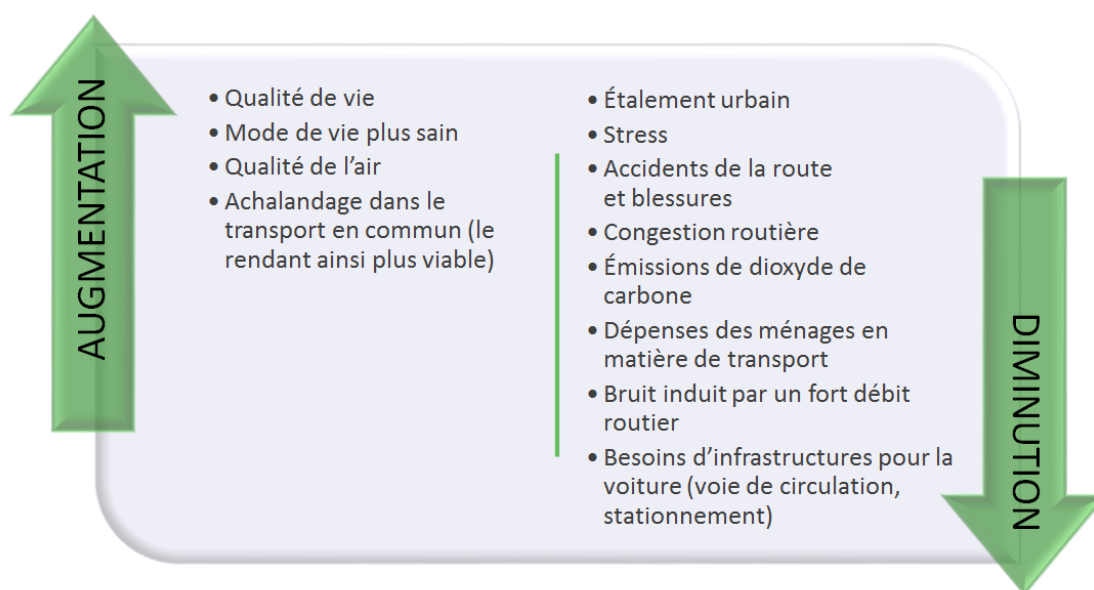 AUGMENTATION
• Qualité de vie
• Mode de vie plus sain
• Qualité de l’air
• Achalandage dans le
transport en commun (le
rendant ainsi plus viable)
• Étalement urbain
• Stress
• Accidents de la route
et blessures
• Congestion routière
• Émissions de dioxyde de
carbone
• Dépenses des ménages en
matière de transport
• Bruit induit par un fort débit
routier
• Besoins d’infrastructures pour la
voiture (voie de circulation,
stationnement)
DIMINUTION